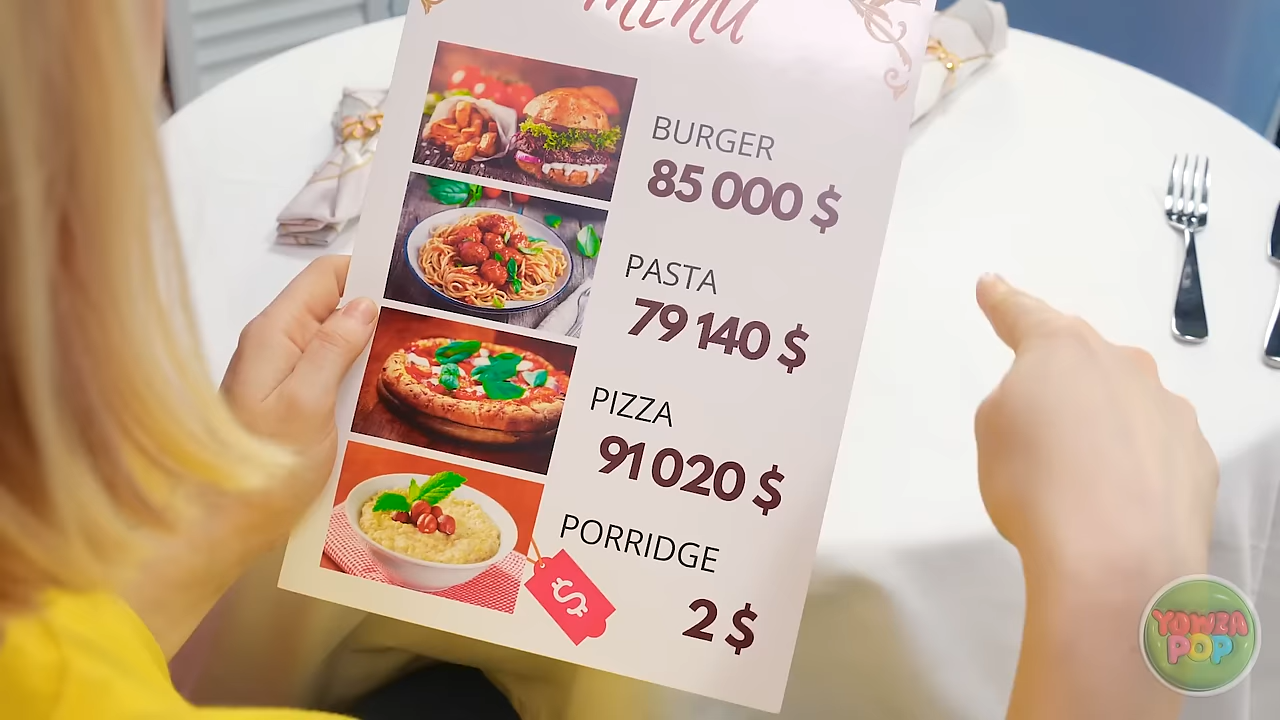 MENU
BURGER
85 000 $
PASTA
79 140 $
PIZZA
91 020 $
PORRIDGE
2 $
$
YOWZA
POP